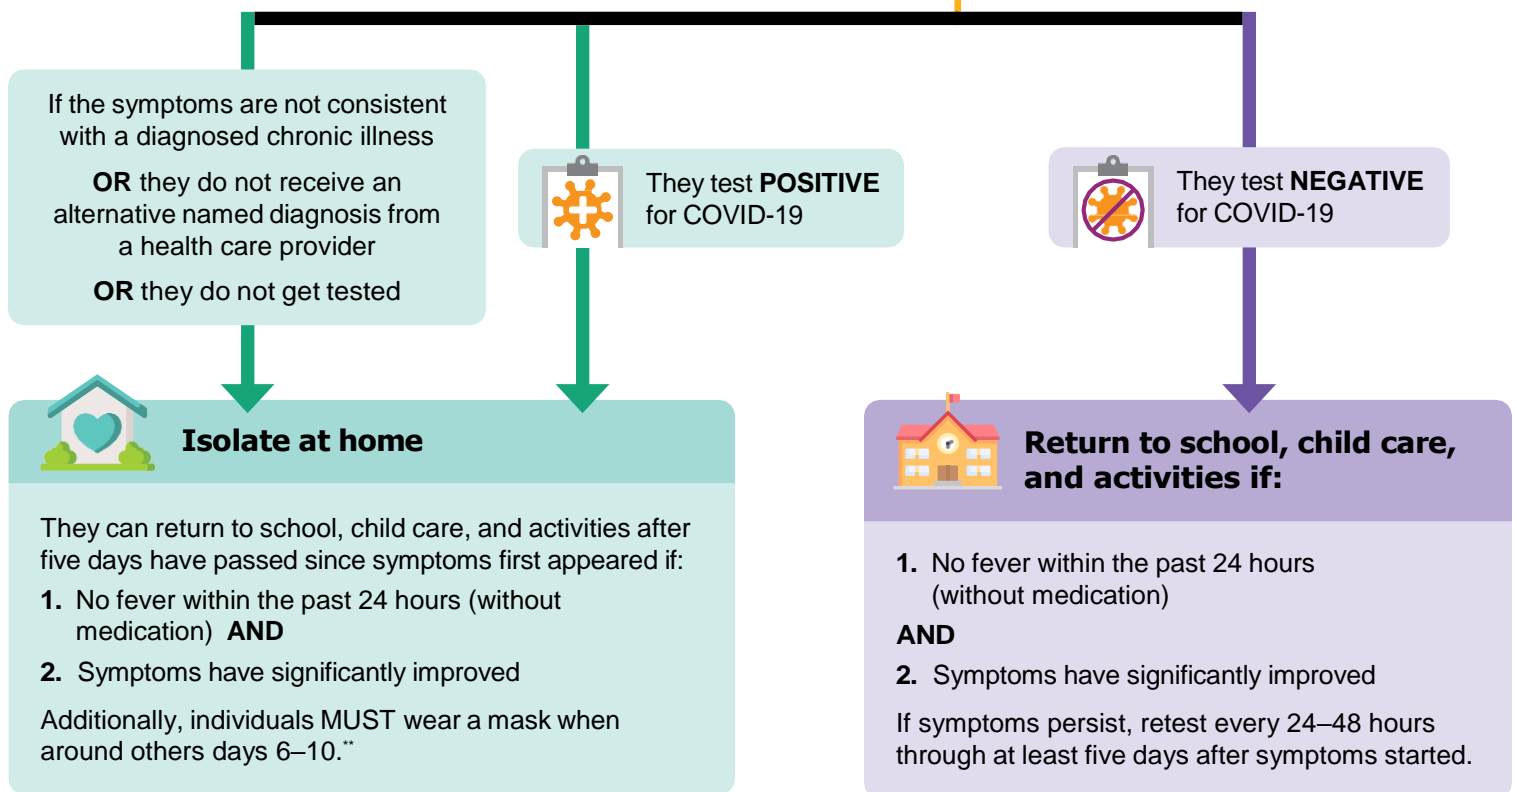 If the symptoms are not consistent
with a diagnosed chronic illness
OR they do not receive an
alternative named diagnosis from
a health care provider
OR they do not get tested
They test POSITIVE
for COVID-19
They test NEGATIVE
for COVID-19
Isolate at home
They can return to school, child care, and activities after
five days have passed since symptoms first appeared if:
1. No fever within the past 24 hours (without
medication) AND
2. Symptoms have significantly improved
Additionally, individuals MUST wear a mask when
around others days 6–10.**
Return to school, child care,
and activities if:
1. No fever within the past 24 hours
(without medication)
AND
2. Symptoms have significantly improved
If symptoms persist, retest every 24–48 hours
through at least five days after symptoms started.